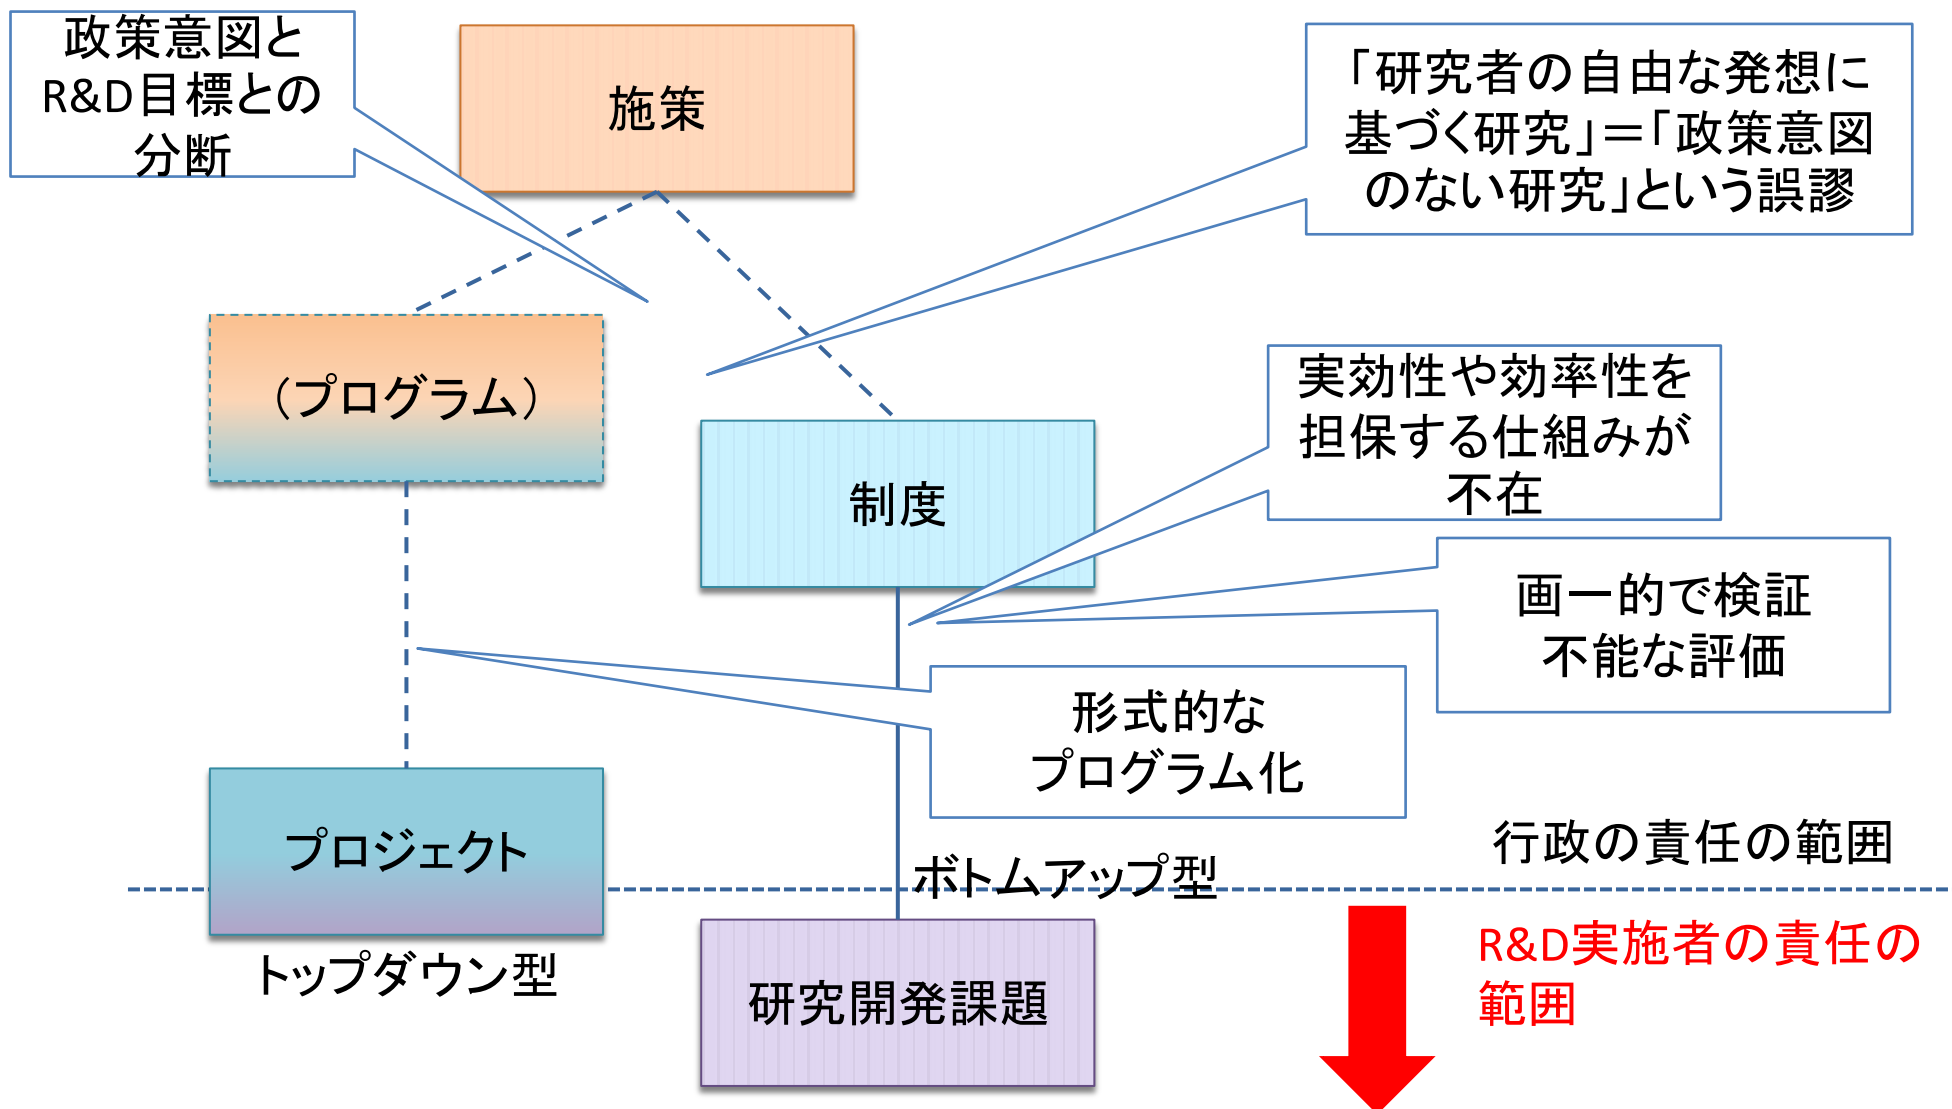 政策意図と
R&D目標との
分断
施策
「研究者の自由な発想に
基づく研究」＝「政策意図
のない研究」という誤謬
（プログラム）
制度
実効性や効率性を
担保する仕組みが
不在
画一的で検証
不能な評価
形式的な
プログラム化
プロジェクト
行政の責任の範囲
ボトムアップ型
R&D実施者の責任の
範囲
トップダウン型
研究開発課題